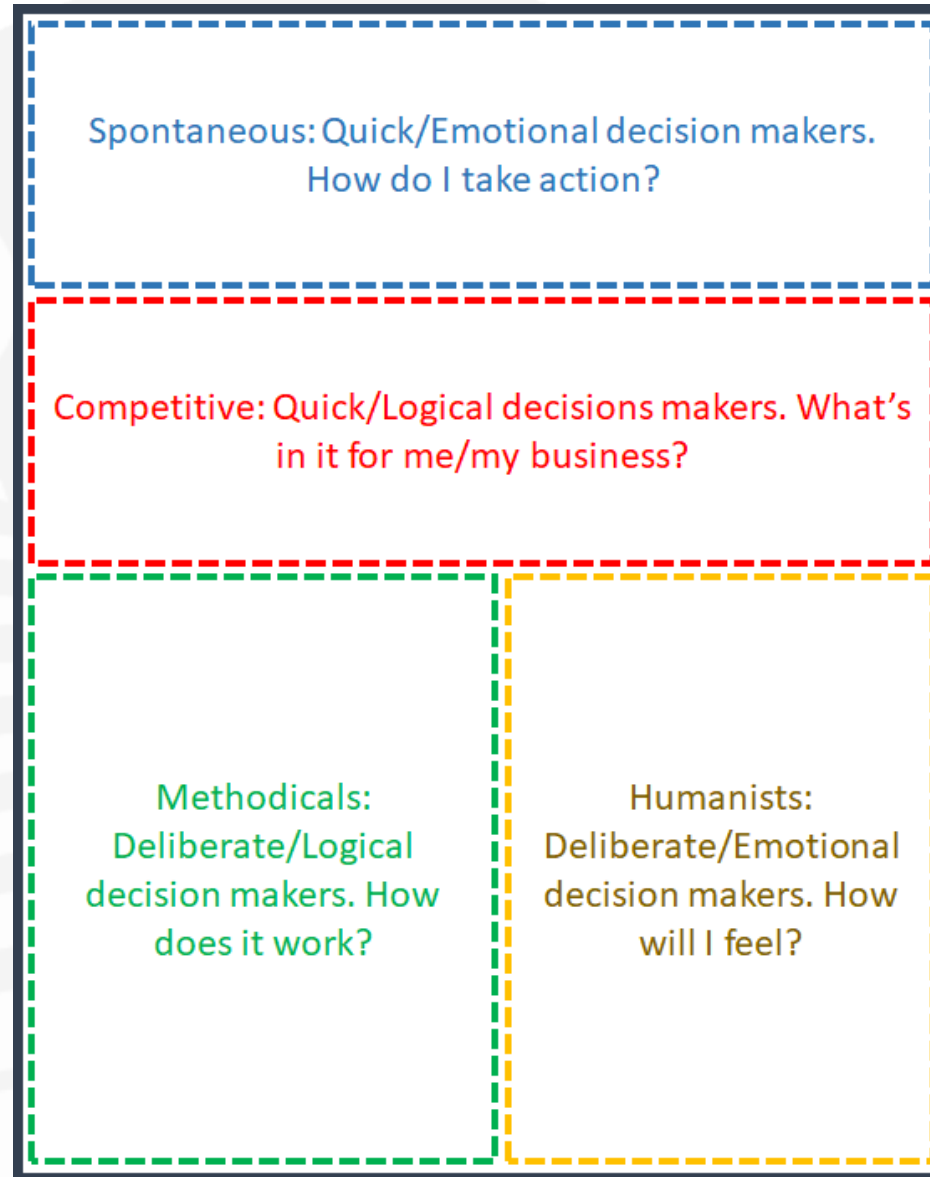 Spontaneous: Quick/Emotional decision makers.
How do I take action?
Competitive: Quick/Logical decisions makers. What’s
in it for me/my business?
Methodicals:
Deliberate/Logical
decision makers. How
does it work?
Humanists:
Deliberate/Emotional
decision makers. How
will I feel?